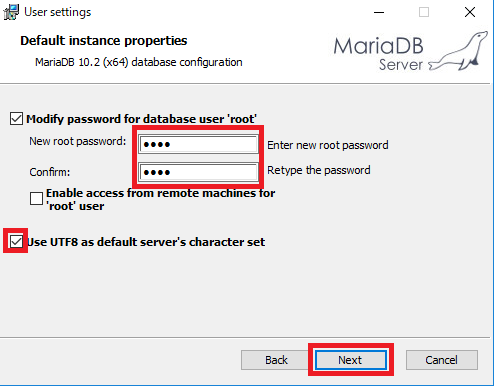 User settings
Default instance properties
MariaDB 10.2 (x64) database configuration
MariaDB
Server
Modify password for database user 'root'
New root password: •••• Enter new root password
Confirm: •••• Retype the password
Enable access from remote machines for
'root' user
Use UTF8 as default server's character set
Back Next Cancel